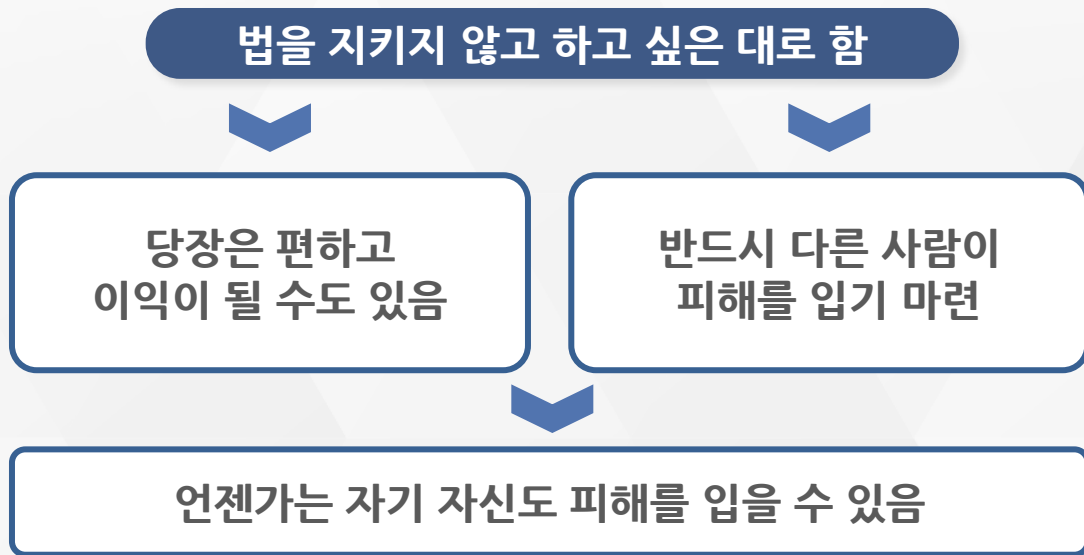 법을 지키지 않고 하고 싶은 대로 함
당장은 편하고
이익이 될 수도 있음
반드시 다른 사람이
피해를 입기 마련
언젠가는 자기 자신도 피해를 입을 수 있음